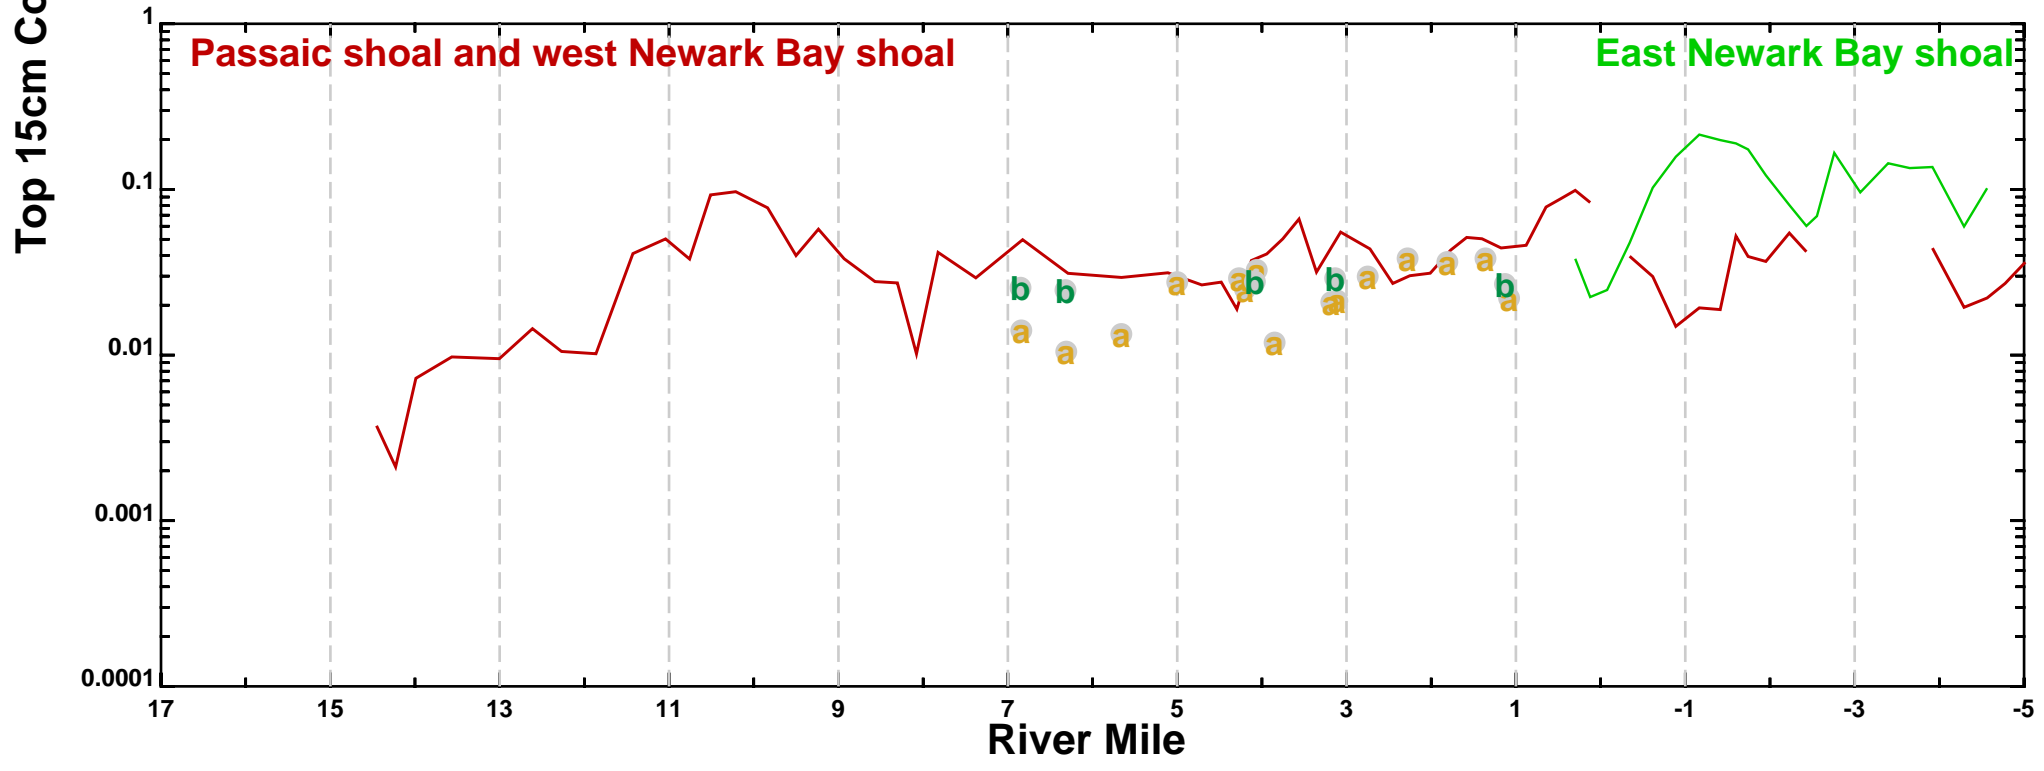 Top 15cm Co
Passaic shoal and west Newark Bay shoal
East Newark Bay shoal
1
0.1
0.01
0.001
0.0001
b
b
a
a
a
a
a
a
a
b
a
b
a
a
a
a
a
a
b
a
17 15 13 11 9 7 5 3 1 -1 -3 -5
River Mile